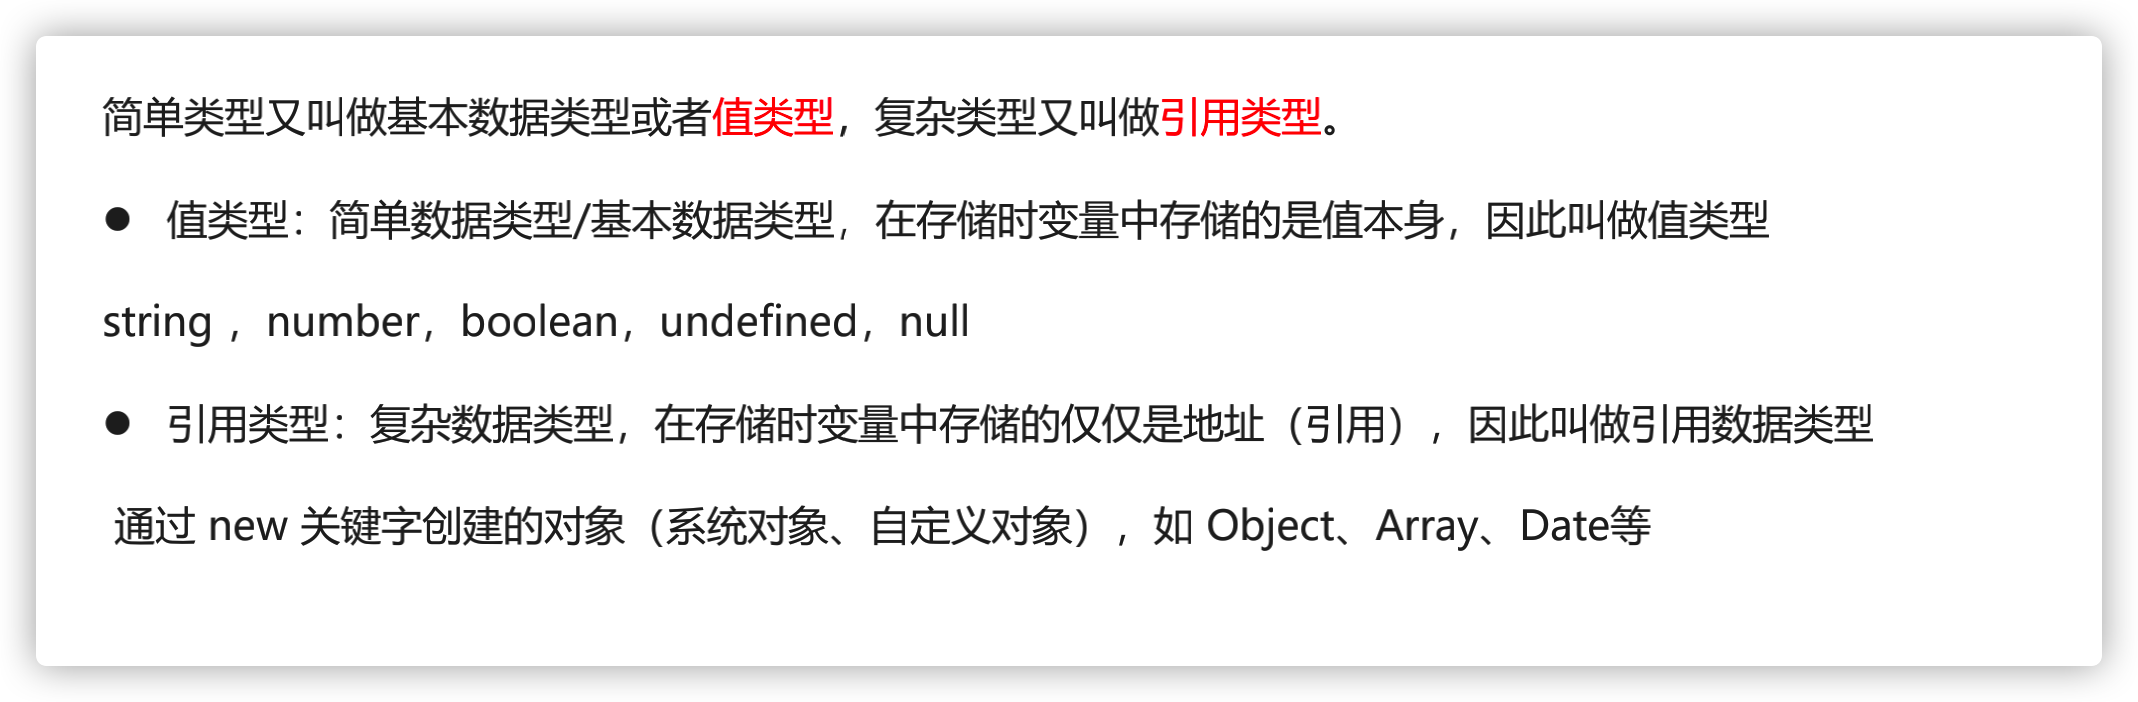 简单类型又叫做基本数据类型或者值类型，复杂类型又叫做引用类型。
● 值类型：简单数据类型/基本数据类型，在存储时变量中存储的是值本身，因此叫做值类型
string ，number，boolean，undefined，null
● 引用类型：复杂数据类型，在存储时变量中存储的仅仅是地址（引用），因此叫做引用数据类型
通过 new 关键字创建的对象（系统对象、自定义对象），如 Object、Array、Date等